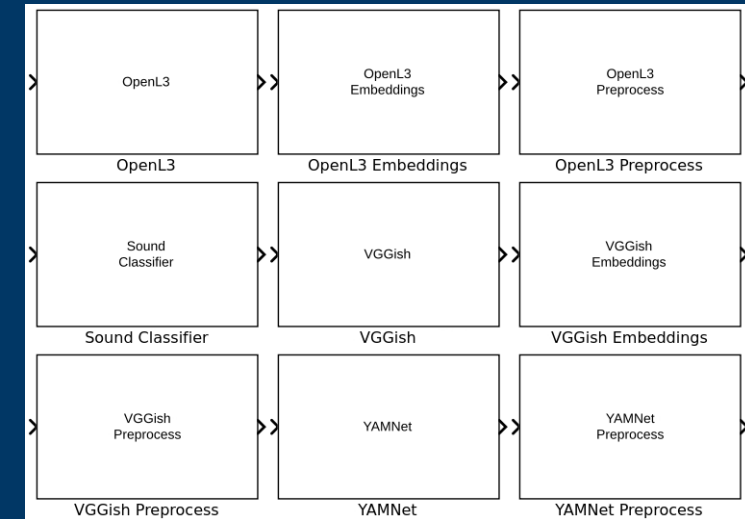 OpenL3
OpenL3
Embeddings
OpenL3
Preprocess
OpenL3
OpenL3 Embeddings
OpenL3 Preprocess
Sound
Classifier
VGGish
VGGish
Embeddings
Sound Classifier
VGGish
VGGish Embeddings
VGGish
Preprocess
YAMNet
YAMNet
Preprocess
VGGish Preprocess
YAMNet
YAMNet Preprocess